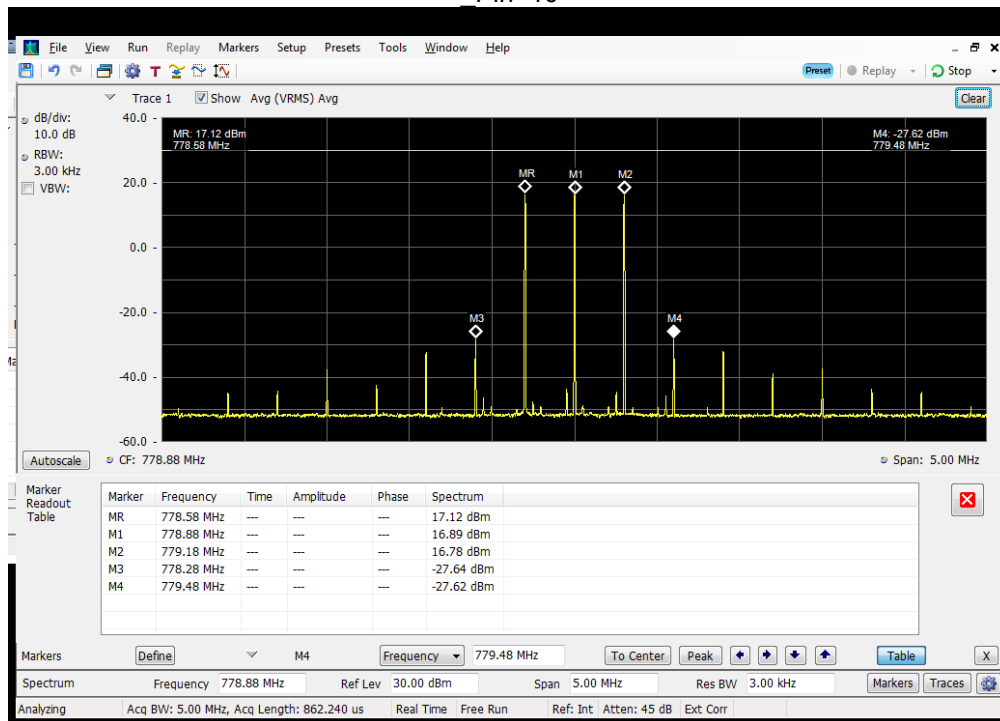 File View Run Replay Markers Setup Presets Tools Window Help
T Preset Replay Stop
Trace 1 Show Avg (VRMS) Avg Clear
dB/div:
10.0 dB
RBW:
3.00 kHz
VBW:
40.0
20.0
0.0
-20.0
-40.0
-60.0
MR: 17.12 dBm
778.58 MHz
M4: -27.62 dBm
779.48 MHz
MR M1 M2
M3 M4
Autoscale CF: 778.88 MHz Span: 5.00 MHz
Marker
Readout
Table
Marker Frequency Time Amplitude Phase Spectrum
MR 778.58 MHz --- --- --- 17.12 dBm
M1 778.88 MHz --- --- --- 16.89 dBm
M2 779.18 MHz --- --- --- 16.78 dBm
M3 778.28 MHz --- --- --- -27.64 dBm
M4 779.48 MHz --- --- --- -27.62 dBm
Markers Define M4 Frequency 779.48 MHz To Center Peak Table X
Spectrum Frequency 778.88 MHz Ref Lev 30.00 dBm Span 5.00 MHz Res BW 3.00 kHz Markers Traces
Analyzing Acq BW: 5.00 MHz, Acq Length: 862.240 us Real Time Free Run Ref: Int Atten: 45 dB Ext Corr